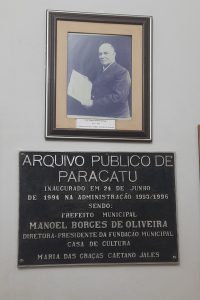 ARQUIVO PÚBLICO DE
PARACATU
INAUGURADO EM 24 DE JUNHO
DE 1994 NA ADMINISTRAÇÃO 1993/1996
SENDO:
PREFEITO MUNICIPAL
MANOEL BORGES DE OLIVEIRA
DIRETORA-PRESIDENTE DA FUNDAÇÃO MUNICIPAL
CASA DE CULTURA
MARIA DAS GRAÇAS CAETANO JALES